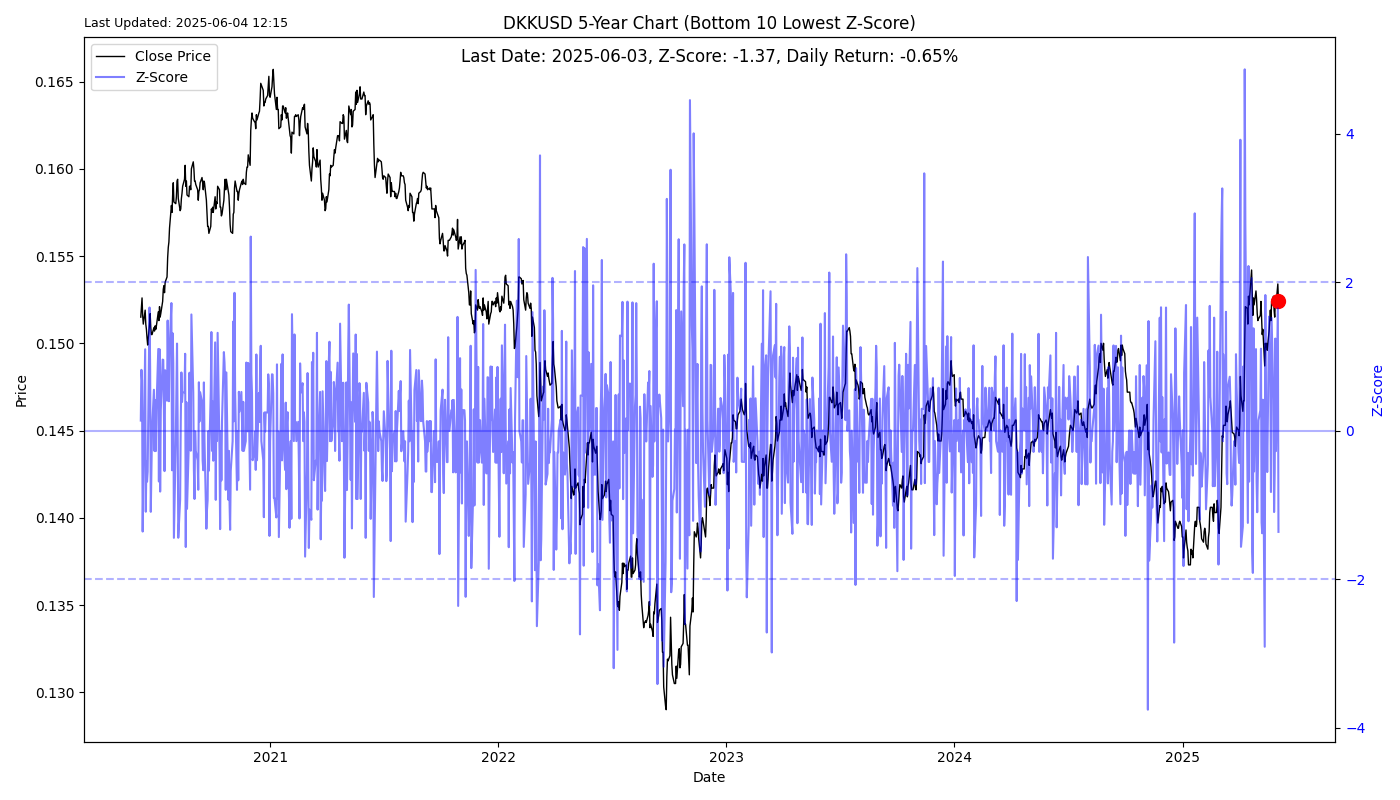 Last Updated: 2025-06-04 12:15
DKKUSD 5-Year Chart (Bottom 10 Lowest Z-Score)
Last Date: 2025-06-03, Z-Score: -1.37, Daily Return: -0.65%
Close Price
Z-Score
0.165
0.160
0.155
0.150
0.145
0.140
0.135
0.130
Price
4
2
0
−2
−4
Z-Score
2021
2022
2023
2024
2025
Date